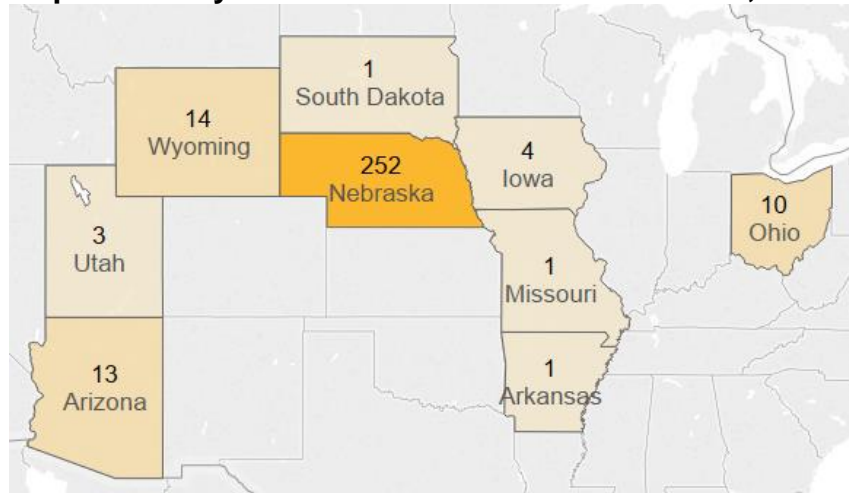 1
South Dakota
14
Wyoming
252
Nebraska
4
Iowa
10
Ohio
3
Utah
1
Missouri
13
Arizona
1
Arkansas